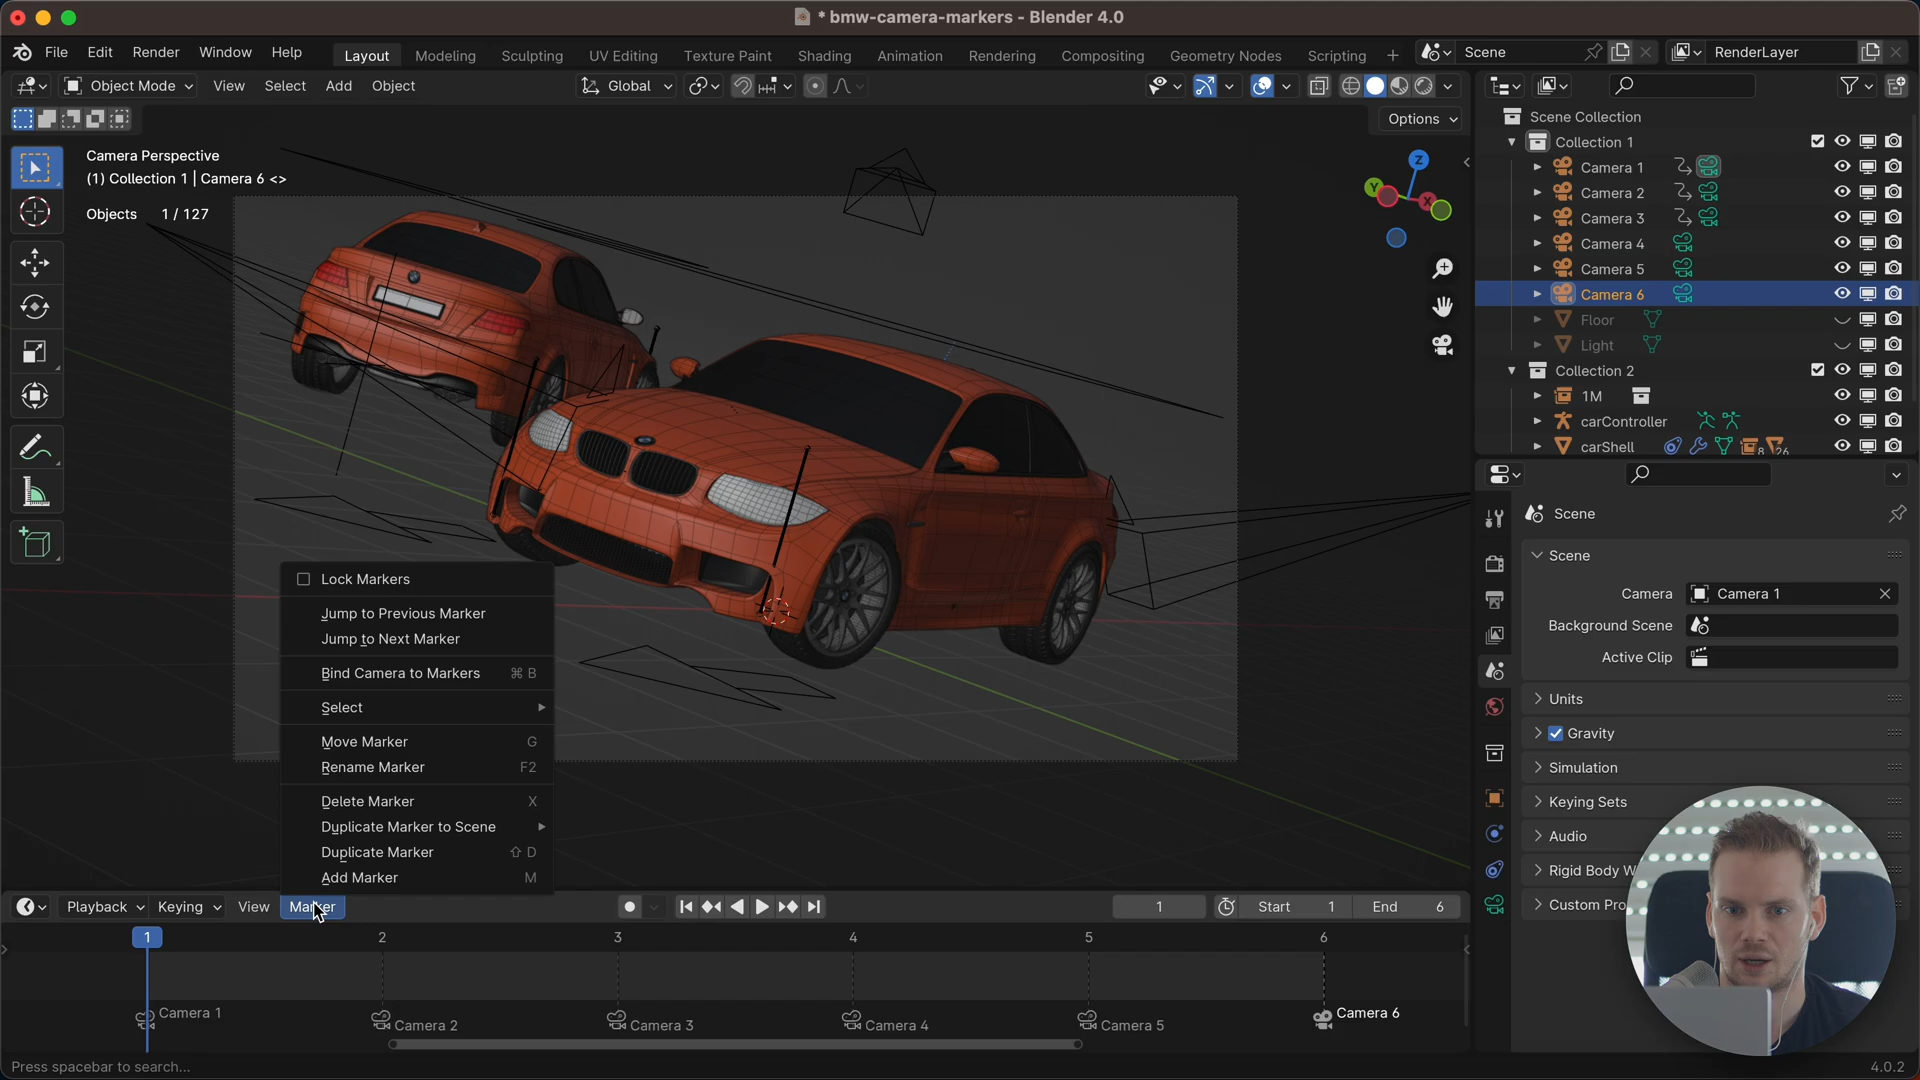 * bmw-camera-markers - Blender 4.0
File Edit Render Window Help
Layout Modeling Sculpting UV Editing Texture Paint Shading Animation Rendering Compositing Geometry Nodes Scripting +
Scene
RenderLayer
Object Mode View Select Add Object
Global
Options
Camera Perspective
(1) Collection 1 | Camera 6 <>
Objects 1 / 127
Z
Y
X
Scene Collection
Collection 1
Camera 1
Camera 2
Camera 3
Camera 4
Camera 5
Camera 6
Floor
Light
Collection 2
1M
carController
carShell
8
26
Scene
Scene
Camera Camera 1
Background Scene
Active Clip
Units
Gravity
Simulation
Keying Sets
Audio
Rigid Body W
Custom Pro
Lock Markers
Jump to Previous Marker
Jump to Next Marker
Bind Camera to Markers ⌘ B
Select
Move Marker G
Rename Marker F2
Delete Marker X
Duplicate Marker to Scene
Duplicate Marker ⇧ D
Add Marker M
Playback Keying View Marker
1
Start 1 End 6
1 2 3 4 5 6
Camera 1
Camera 2
Camera 3
Camera 4
Camera 5
Camera 6
Press spacebar to search...
4.0.2